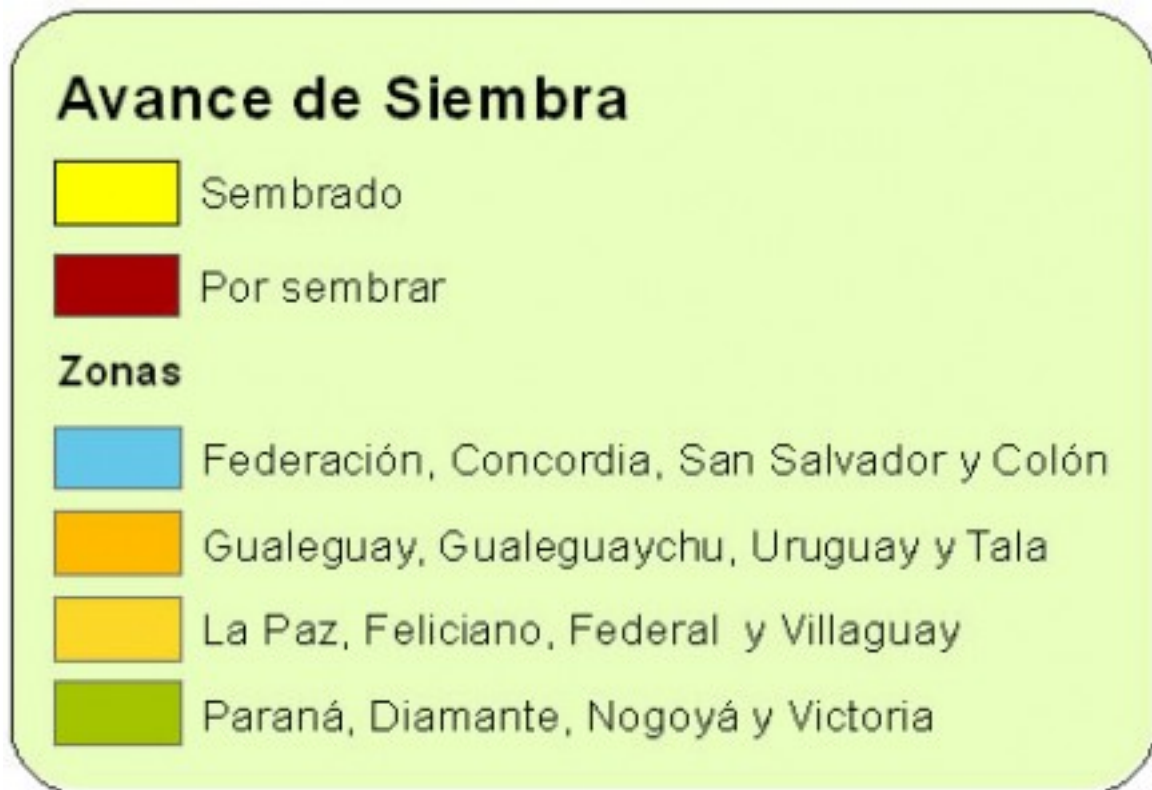 Avance de Siembra
Sembrado
Por sembrar
Zonas
Federación, Concordia, San Salvador y Colón
Gualeguay, Gualeguaychu, Uruguay y Tala
La Paz, Feliciano, Federal y Villaguay
Paraná, Diamante, Nogoyá y Victoria